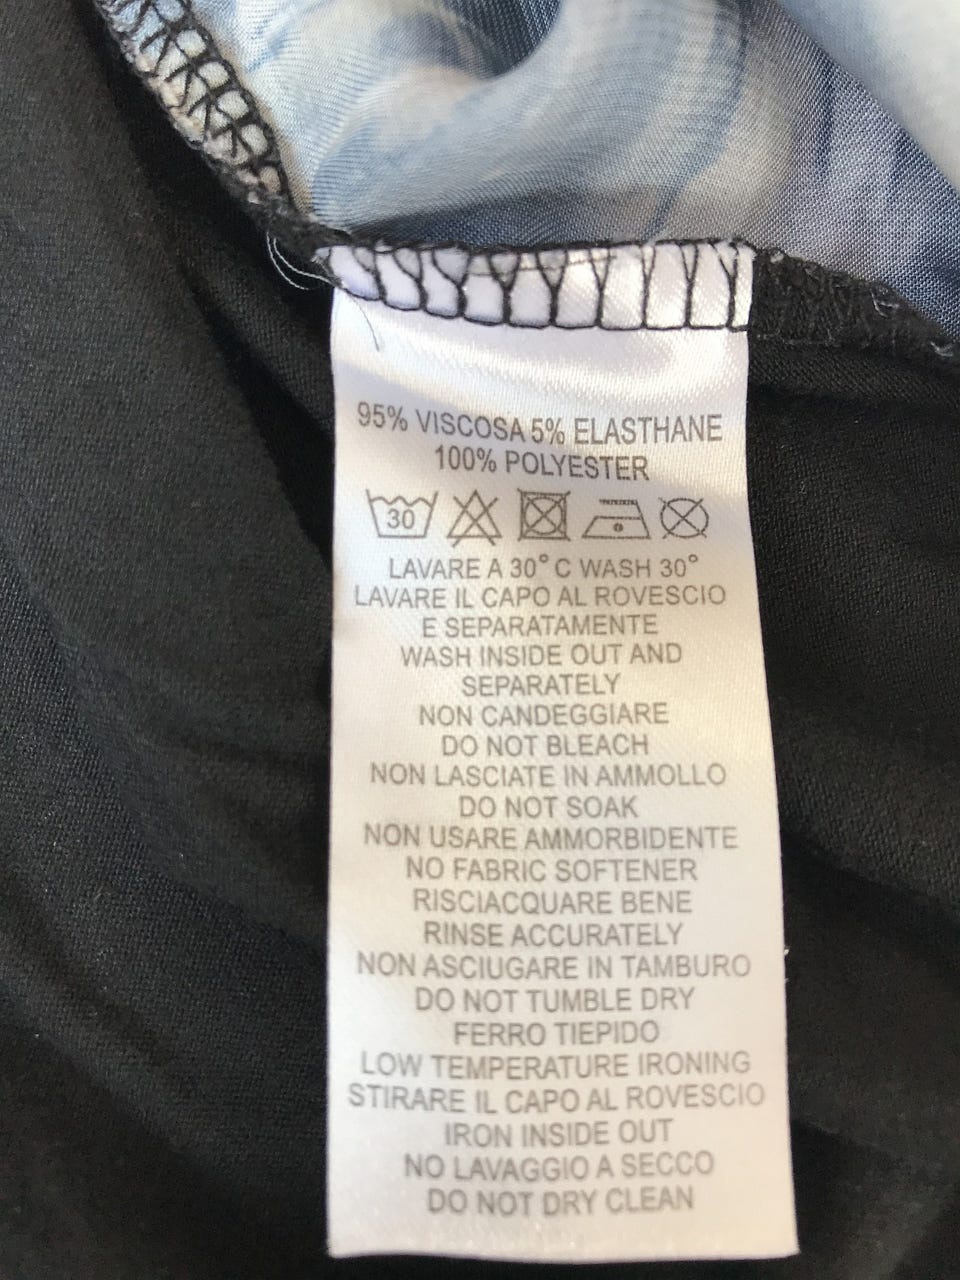 95% VISCOSA 5% ELASTHANE
100% POLYESTER
30
LAVARE A 30° C WASH 30°
LAVARE IL CAPO AL ROVESCIO
E SEPARATAMENTE
WASH INSIDE OUT AND
SEPARATELY
NON CANDEGGIARE
DO NOT BLEACH
NON LASCIATE IN AMMOLLO
DO NOT SOAK
NON USARE AMMORBIDENTE
NO FABRIC SOFTENER
RISCIACQUARE BENE
RINSE ACCURATELY
NON ASCIUGARE IN TAMBURO
DO NOT TUMBLE DRY
FERRO TIEPIDO
LOW TEMPERATURE IRONING
STIRARE IL CAPO AL ROVESCIO
IRON INSIDE OUT
NO LAVAGGIO A SECCO
DO NOT DRY CLEAN